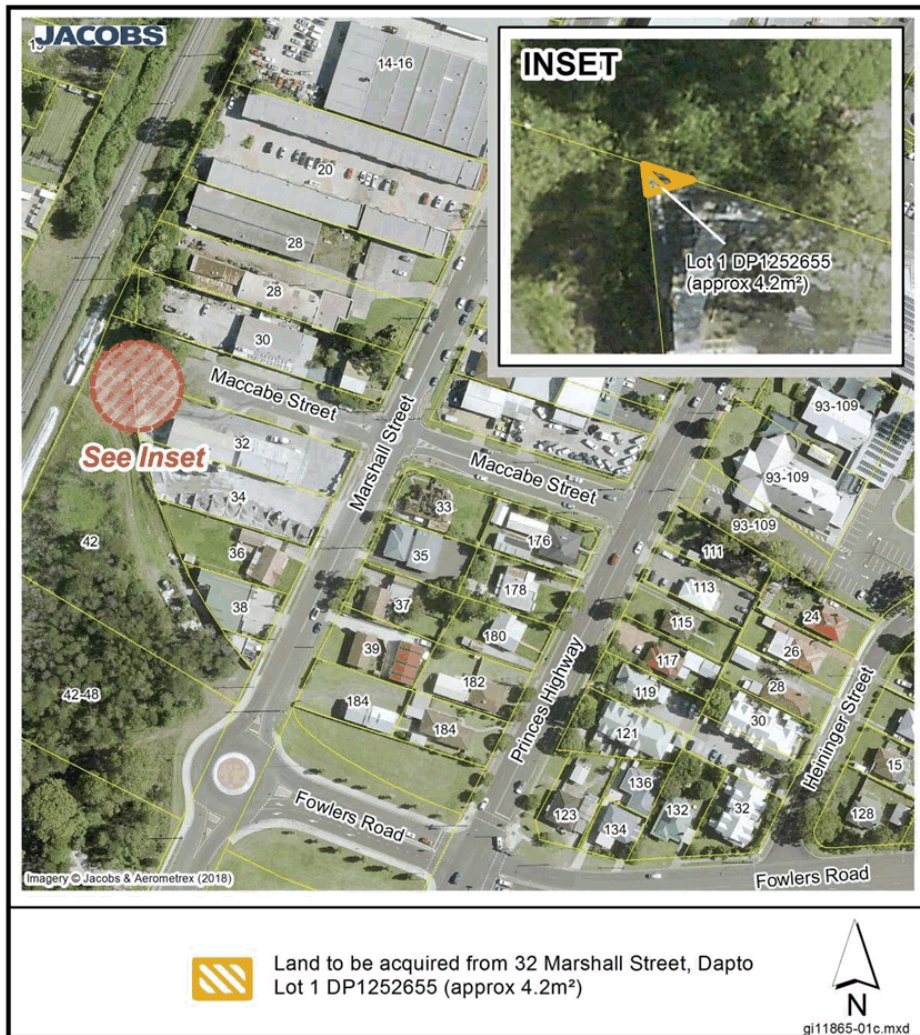 JACOBS
19
14-16
20
28
28
30
Maccabe Street
See Inset
32
34
Marshall Street
Maccabe Street
33
35
36
37
38
39
42
42-48
176
178
180
182
184
184
Princes Highway
93-109
93-109
93-109
111
113
115
117
119
121
123
24
26
28
30
32
136
134
132
Heininger Street
15
128
Fowlers Road
Fowlers Road
Imagery © Jacobs & Aerometrex (2018)
INSET
Lot 1 DP1252655
(approx 4.2m²)
Land to be acquired from 32 Marshall Street, Dapto
Lot 1 DP1252655 (approx 4.2m²)
N
gi11865-01c.mxd